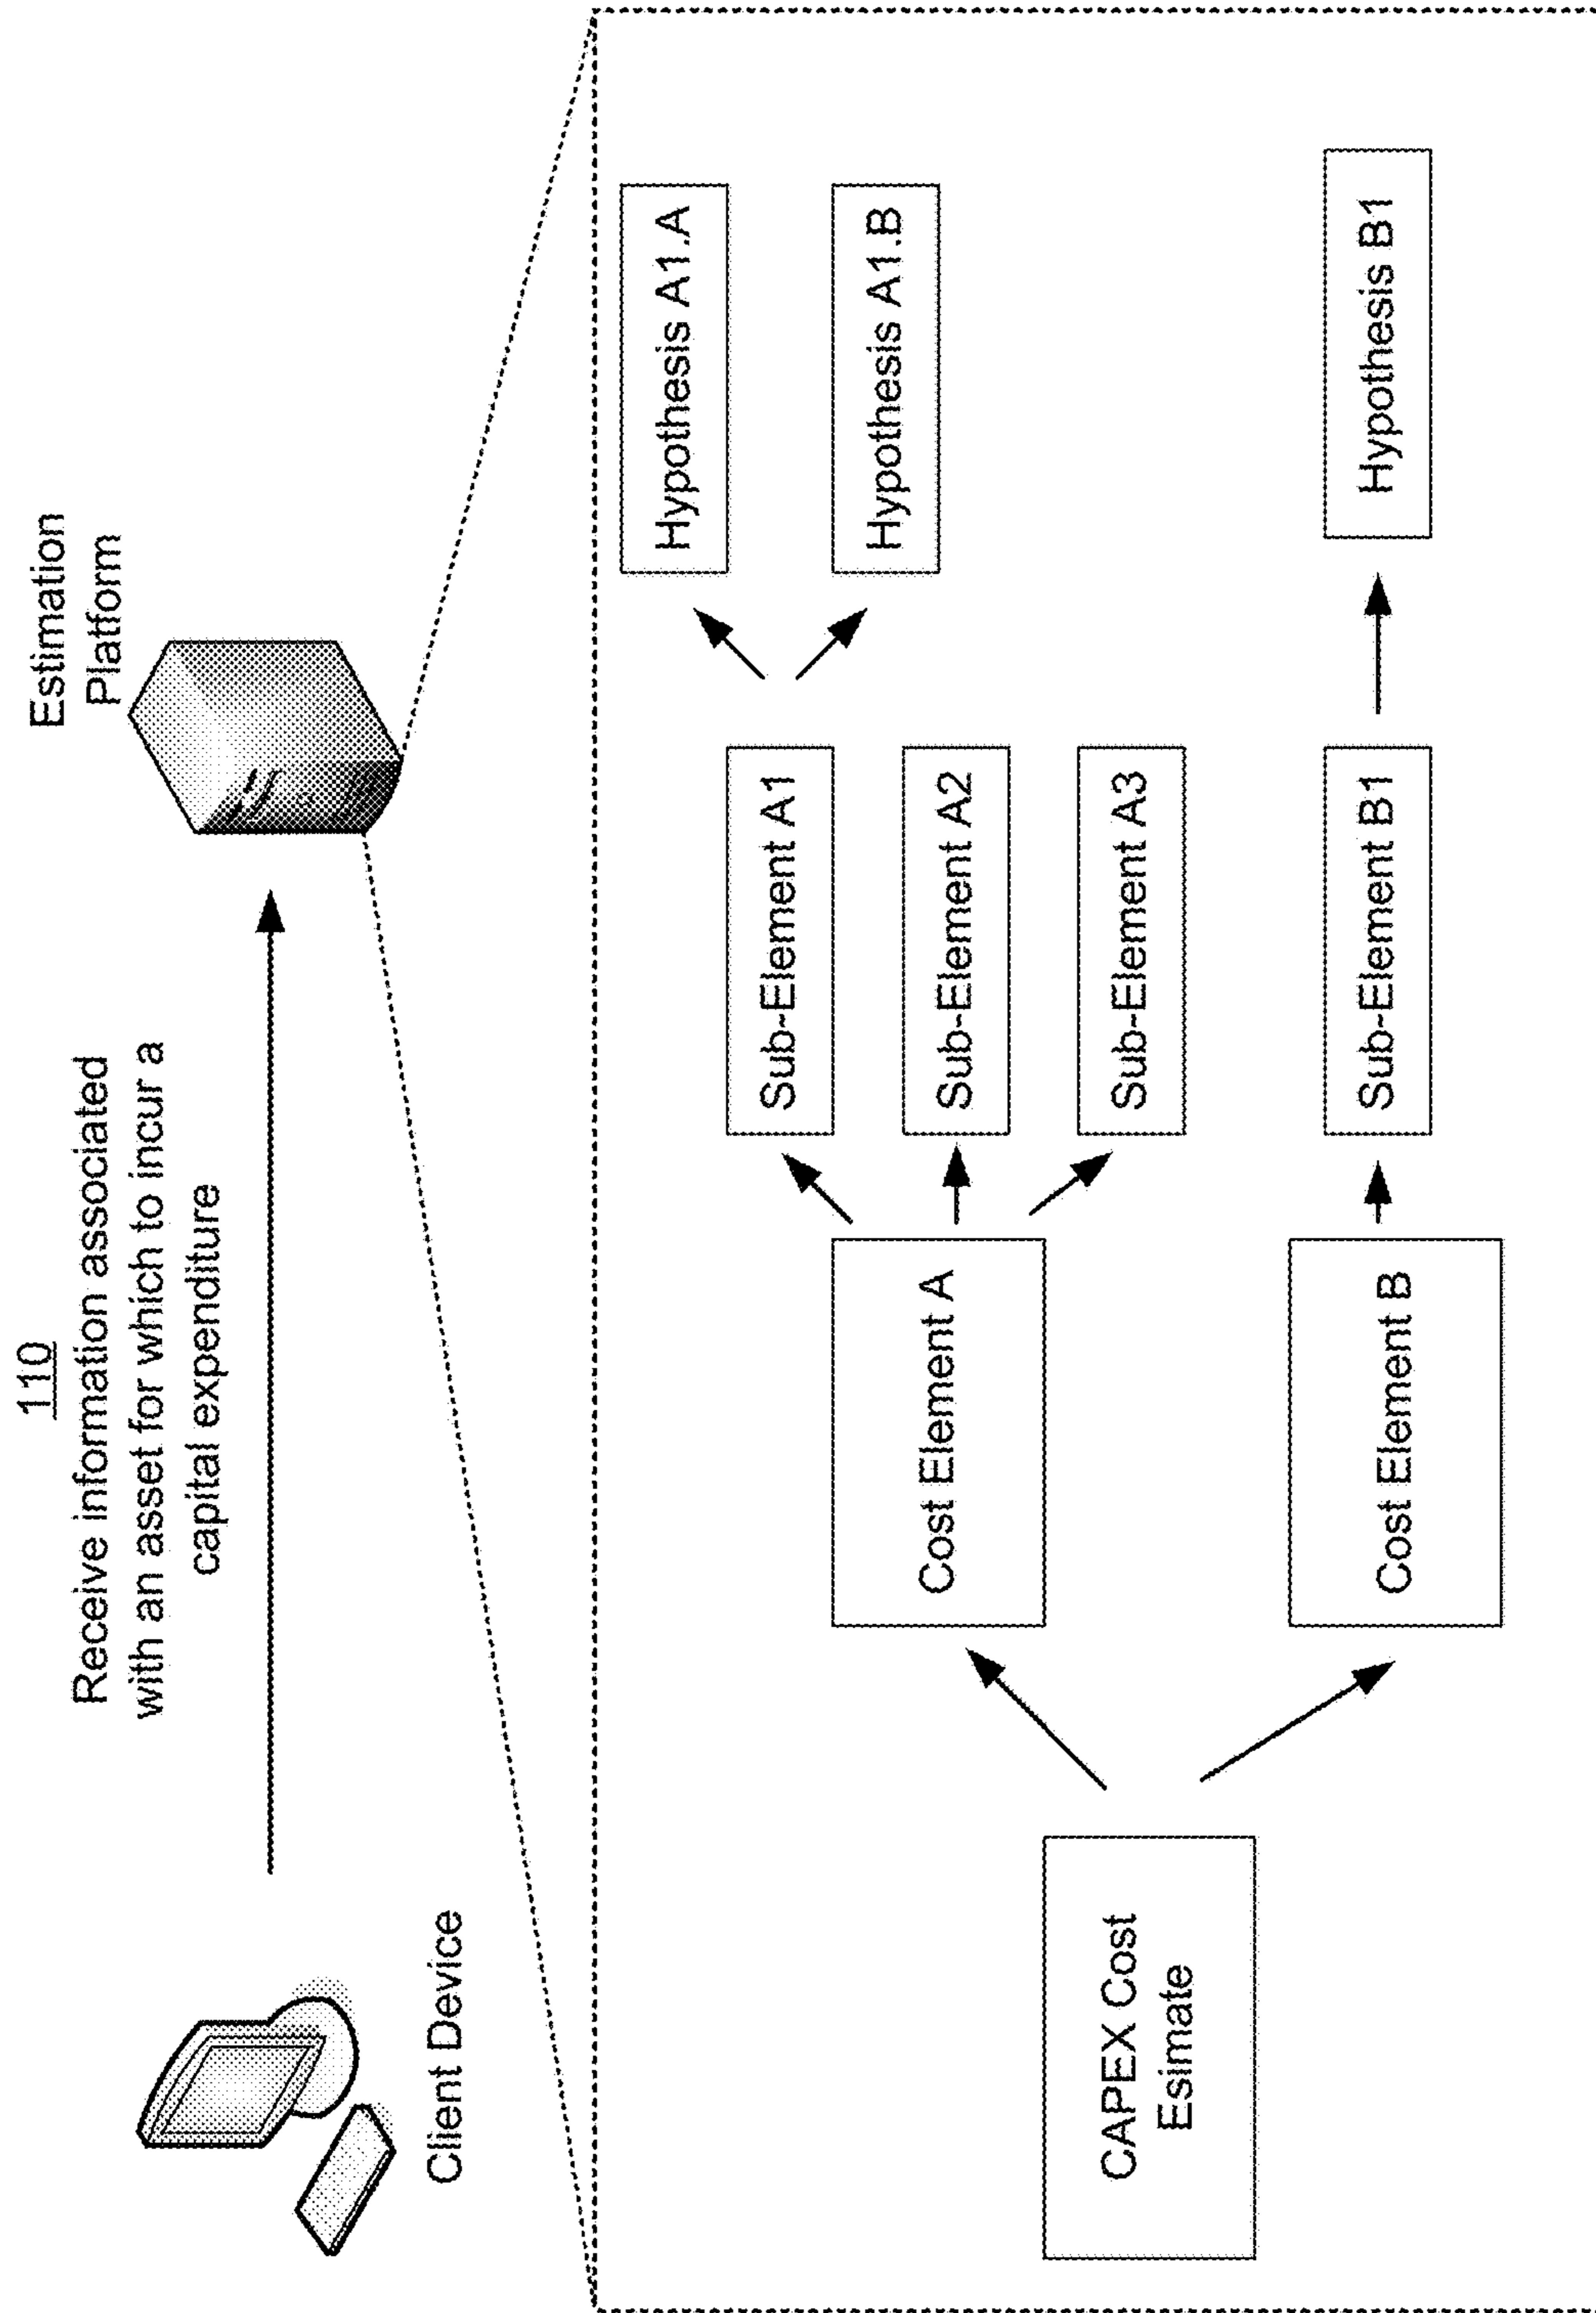 110
Receive information associated
with an asset for which to incur a
capital expenditure
Estimation
Platform
Client Device
CAPEX Cost
Esimate
Cost Element A
Cost Element B
Sub-Element A1
Sub-Element A2
Sub-Element A3
Sub-Element B1
Hypothesis A1.A
Hypothesis A1.B
Hypothesis B1